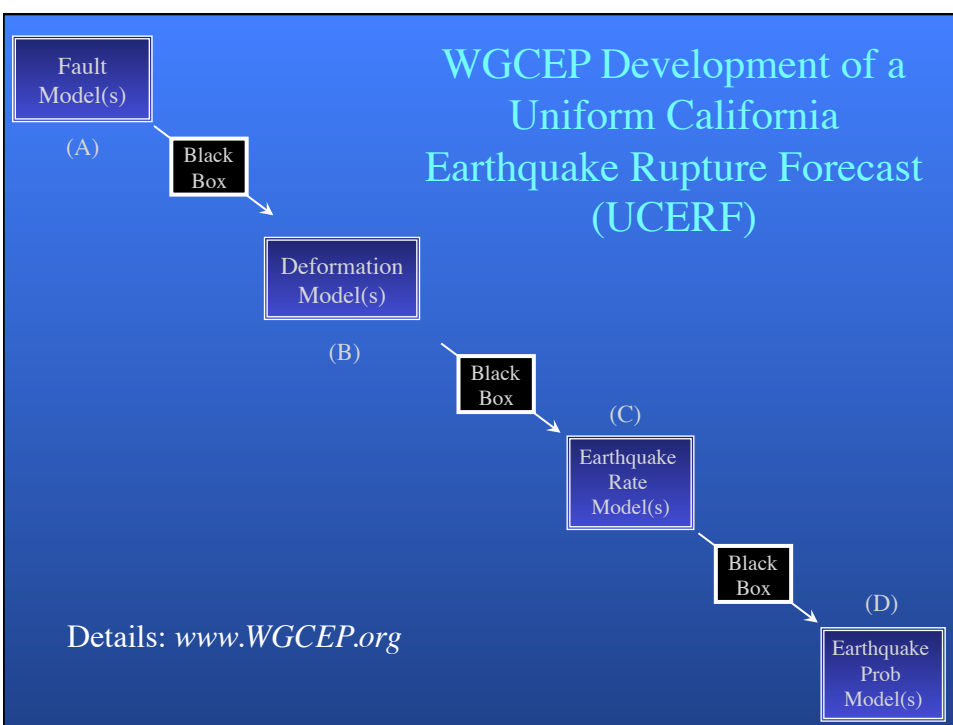 WGCEP Development of a
Uniform California
Earthquake Rupture Forecast
(UCERF)
Fault
Model(s)
(A)
Black
Box
Deformation
Model(s)
(B)
Black
Box
(C)
Earthquake
Rate
Model(s)
Black
Box
(D)
Earthquake
Prob
Model(s)
Details: www.WGCEP.org